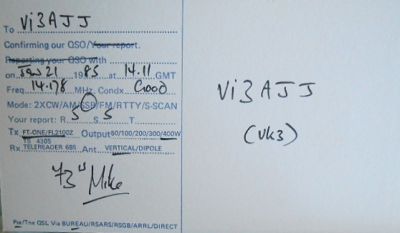 To Vi3AJJ
Confirming our QSO/Your report.
Reporting your QSO with
on Jan 21 1985 at 14.11 GMT
Freq. 14.178 MHz. Condx Good
Mode: 2XCW/AM/SSB/FM/RTTY/S-SCAN
Your report: R. 5 S. 5 T.
Tx FT-ONE/FL2100Z Output 50/100/200/300/400W
TS 430S
Rx TELEREADER 685 Ant. VERTICAL/DIPOLE
73" Mike
Pse/Tnx QSL Via BUREAU/RSARS/RSGB/ARRL/DIRECT
Vi3AJJ
(VK3)